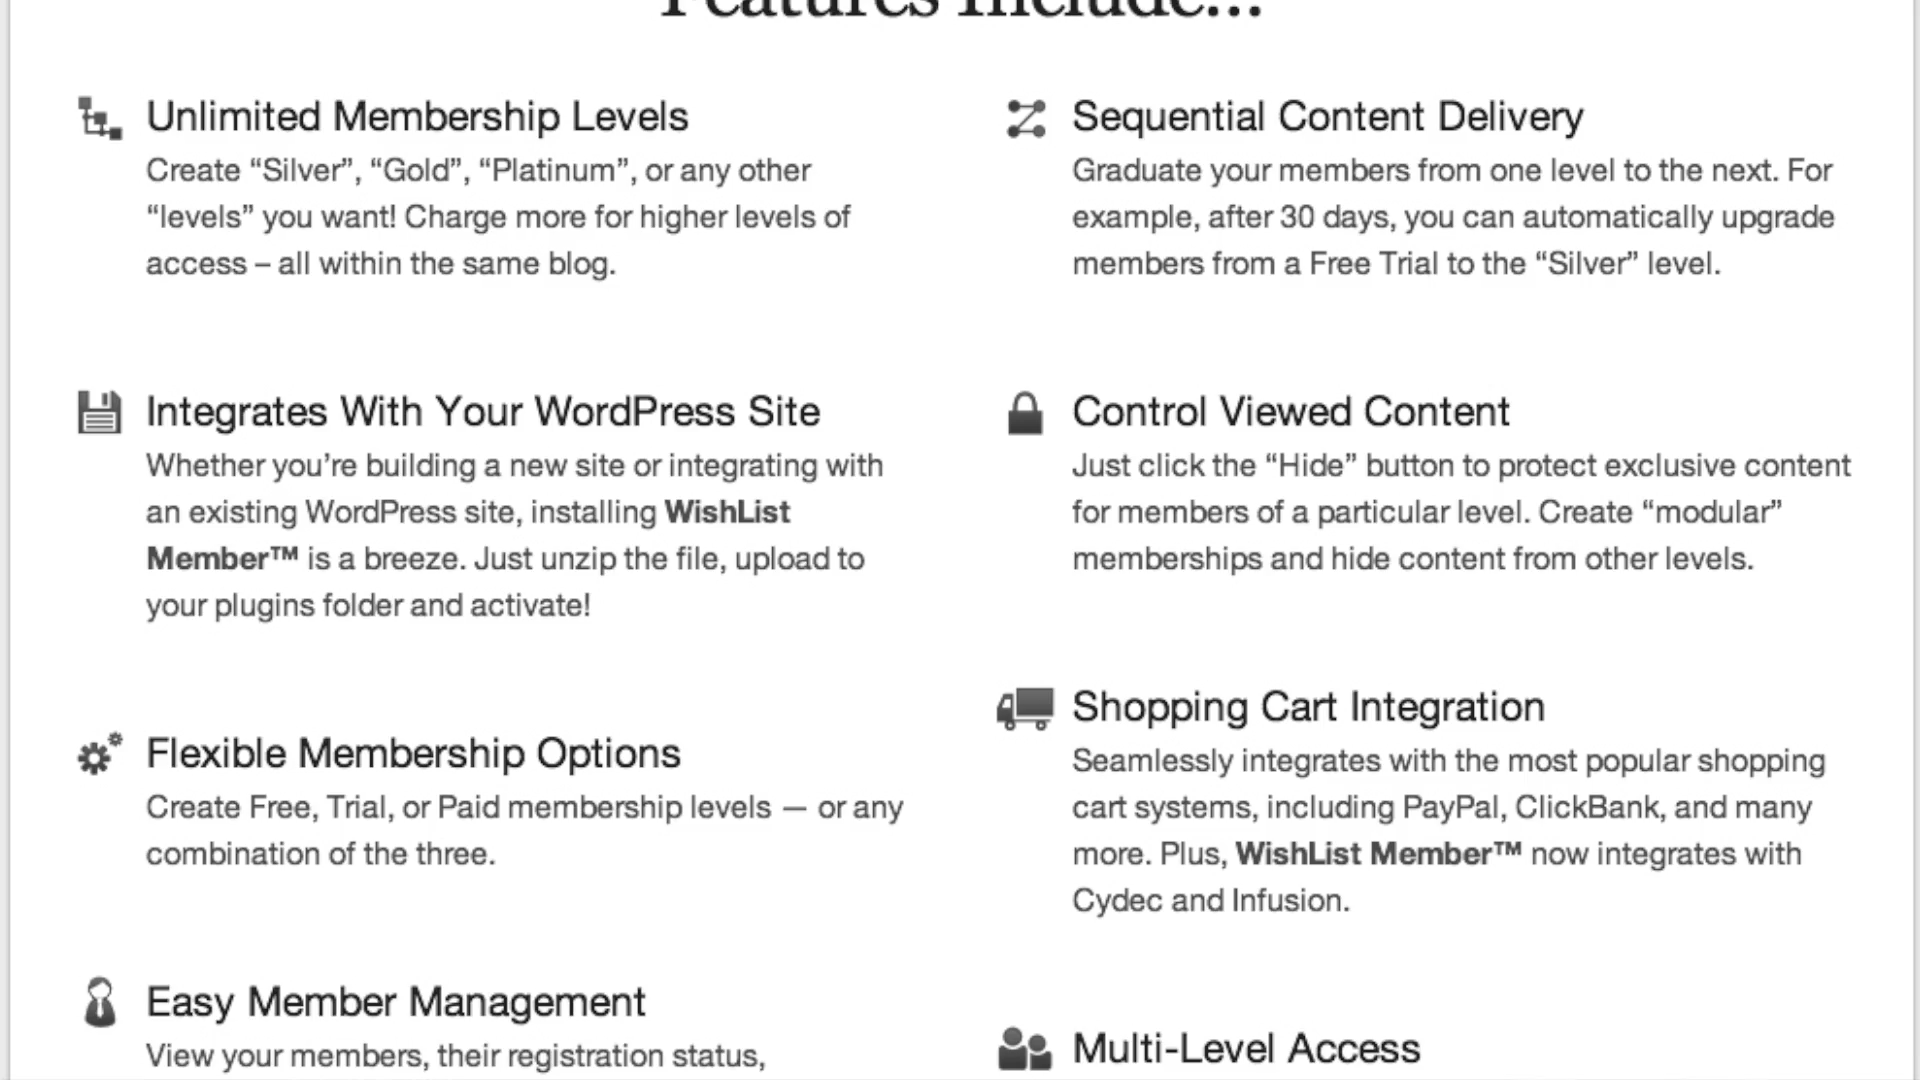 Features Include...
Unlimited Membership Levels
Create “Silver”, “Gold”, “Platinum”, or any other
“levels” you want! Charge more for higher levels of
access – all within the same blog.
Integrates With Your WordPress Site
Whether you’re building a new site or integrating with
an existing WordPress site, installing WishList
Member™ is a breeze. Just unzip the file, upload to
your plugins folder and activate!
Flexible Membership Options
Create Free, Trial, or Paid membership levels — or any
combination of the three.
Easy Member Management
View your members, their registration status,
Sequential Content Delivery
Graduate your members from one level to the next. For
example, after 30 days, you can automatically upgrade
members from a Free Trial to the “Silver” level.
Control Viewed Content
Just click the “Hide” button to protect exclusive content
for members of a particular level. Create “modular”
memberships and hide content from other levels.
Shopping Cart Integration
Seamlessly integrates with the most popular shopping
cart systems, including PayPal, ClickBank, and many
more. Plus, WishList Member™ now integrates with
Cydec and Infusion.
Multi-Level Access